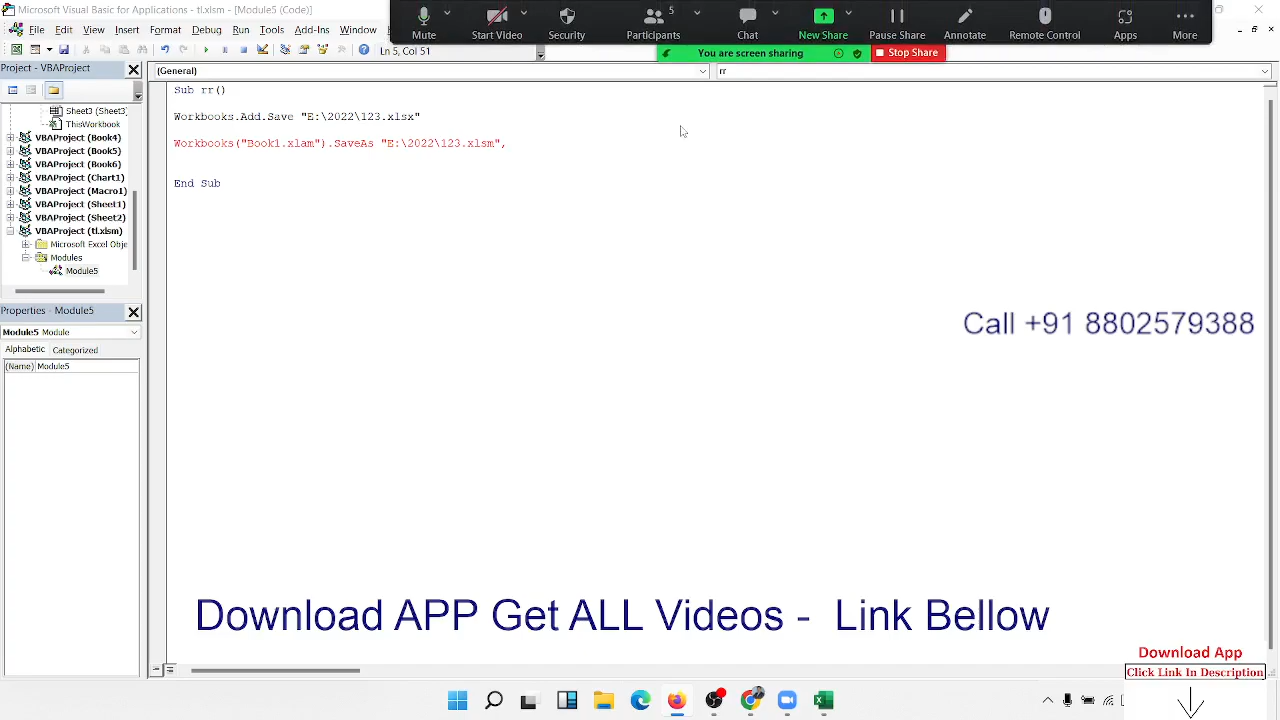 Microsoft Visual Basic for Applications - tl.xlsm - [Module5 (Code)]
File Edit View Insert Format Debug Run Tools Add-Ins Window
Mute
Start Video
Security
Participants
5
Chat
New Share
Pause Share
Annotate
Remote Control
Apps
More
Ln 5, Col 51
You are screen sharing
Stop Share
Project - VBAProject
(General)
rr
Sheet3 (Sheet3
ThisWorkbook
VBAProject (Book4)
VBAProject (Book5)
VBAProject (Book6)
VBAProject (Chart1)
VBAProject (Macro1)
VBAProject (Sheet1)
VBAProject (Sheet2)
VBAProject (tl.xlsm)
Microsoft Excel Obje
Modules
Module5
Sub rr()
Workbooks.Add.Save "E:\2022\123.xlsx"
Workbooks("Book1.xlam").SaveAs "E:\2022\123.xlsm",
End Sub
Properties - Module5
Module5 Module
Alphabetic Categorized
(Name) Module5
Call +91 8802579388
Download APP Get ALL Videos - Link Bellow
Download App
Click Link In Description